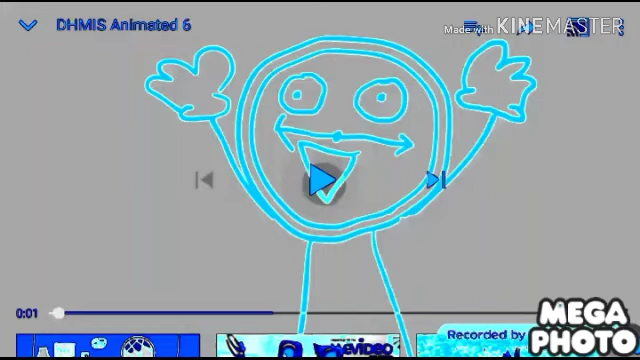 DHMIS Animated 6
Made with KINEMASTER
0:01
MEGA
PHOTO
Recorded by